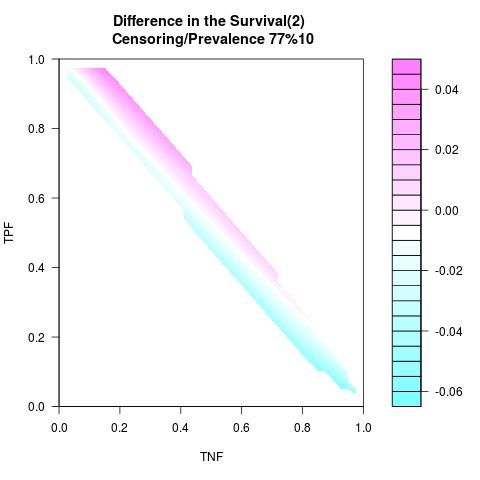 Difference in the Survival(2)
Censoring/Prevalence 77%10
1.0
0.8
0.6
0.4
0.2
0.0
TPF
0.0 0.2 0.4 0.6 0.8 1.0
TNF
0.04
0.02
0.00
-0.02
-0.04
-0.06